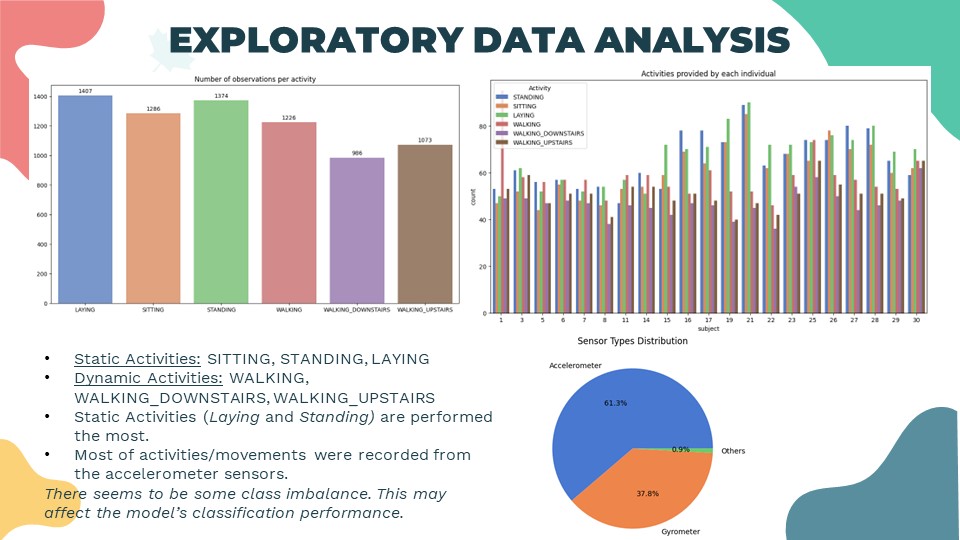 EXPLORATORY DATA ANALYSIS
Number of observations per activity
1407
1286
1374
1226
986
1073
1400
1200
1000
800
600
400
200
0
LAYING
SITTING
STANDING
WALKING
WALKING_DOWNSTAIRS
WALKING_UPSTAIRS
Activities provided by each individual
Activity
STANDING
SITTING
LAYING
WALKING
WALKING_DOWNSTAIRS
WALKING_UPSTAIRS
count
80
60
40
20
0
1 3 5 6 7 8 11 14 15 16 17 19 21 22 23 25 26 27 28 29 30
subject
• Static Activities: SITTING, STANDING, LAYING
• Dynamic Activities: WALKING,
WALKING_DOWNSTAIRS, WALKING_UPSTAIRS
• Static Activities (Laying and Standing) are performed
the most.
• Most of activities/movements were recorded from
the accelerometer sensors.
There seems to be some class imbalance. This may
affect the model’s classification performance.
Sensor Types Distribution
Accelerometer
61.3%
0.9%
Others
37.8%
Gyrometer